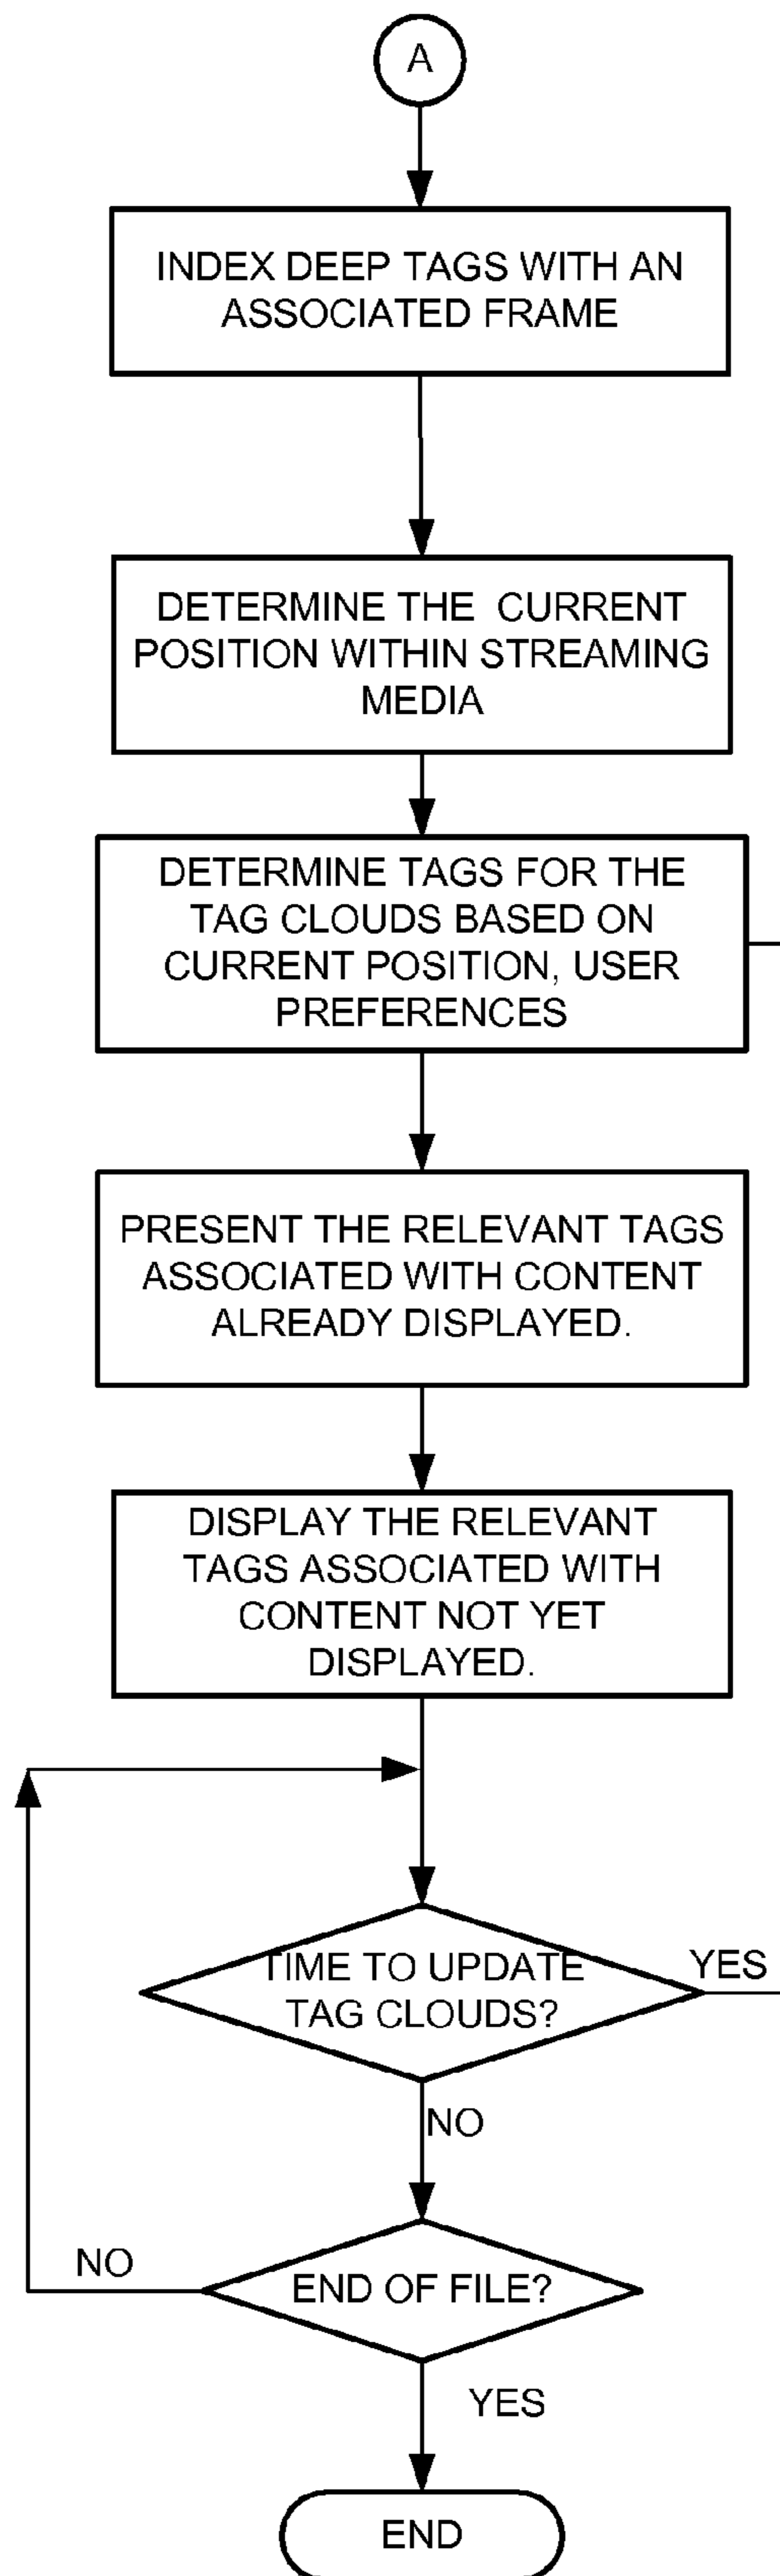 A
INDEX DEEP TAGS WITH AN
ASSOCIATED FRAME
DETERMINE THE CURRENT
POSITION WITHIN STREAMING
MEDIA
DETERMINE TAGS FOR THE
TAG CLOUDS BASED ON
CURRENT POSITION, USER
PREFERENCES
PRESENT THE RELEVANT TAGS
ASSOCIATED WITH CONTENT
ALREADY DISPLAYED.
DISPLAY THE RELEVANT
TAGS ASSOCIATED WITH
CONTENT NOT YET
DISPLAYED.
TIME TO UPDATE
TAG CLOUDS?
YES
NO
END OF FILE?
NO
YES
END